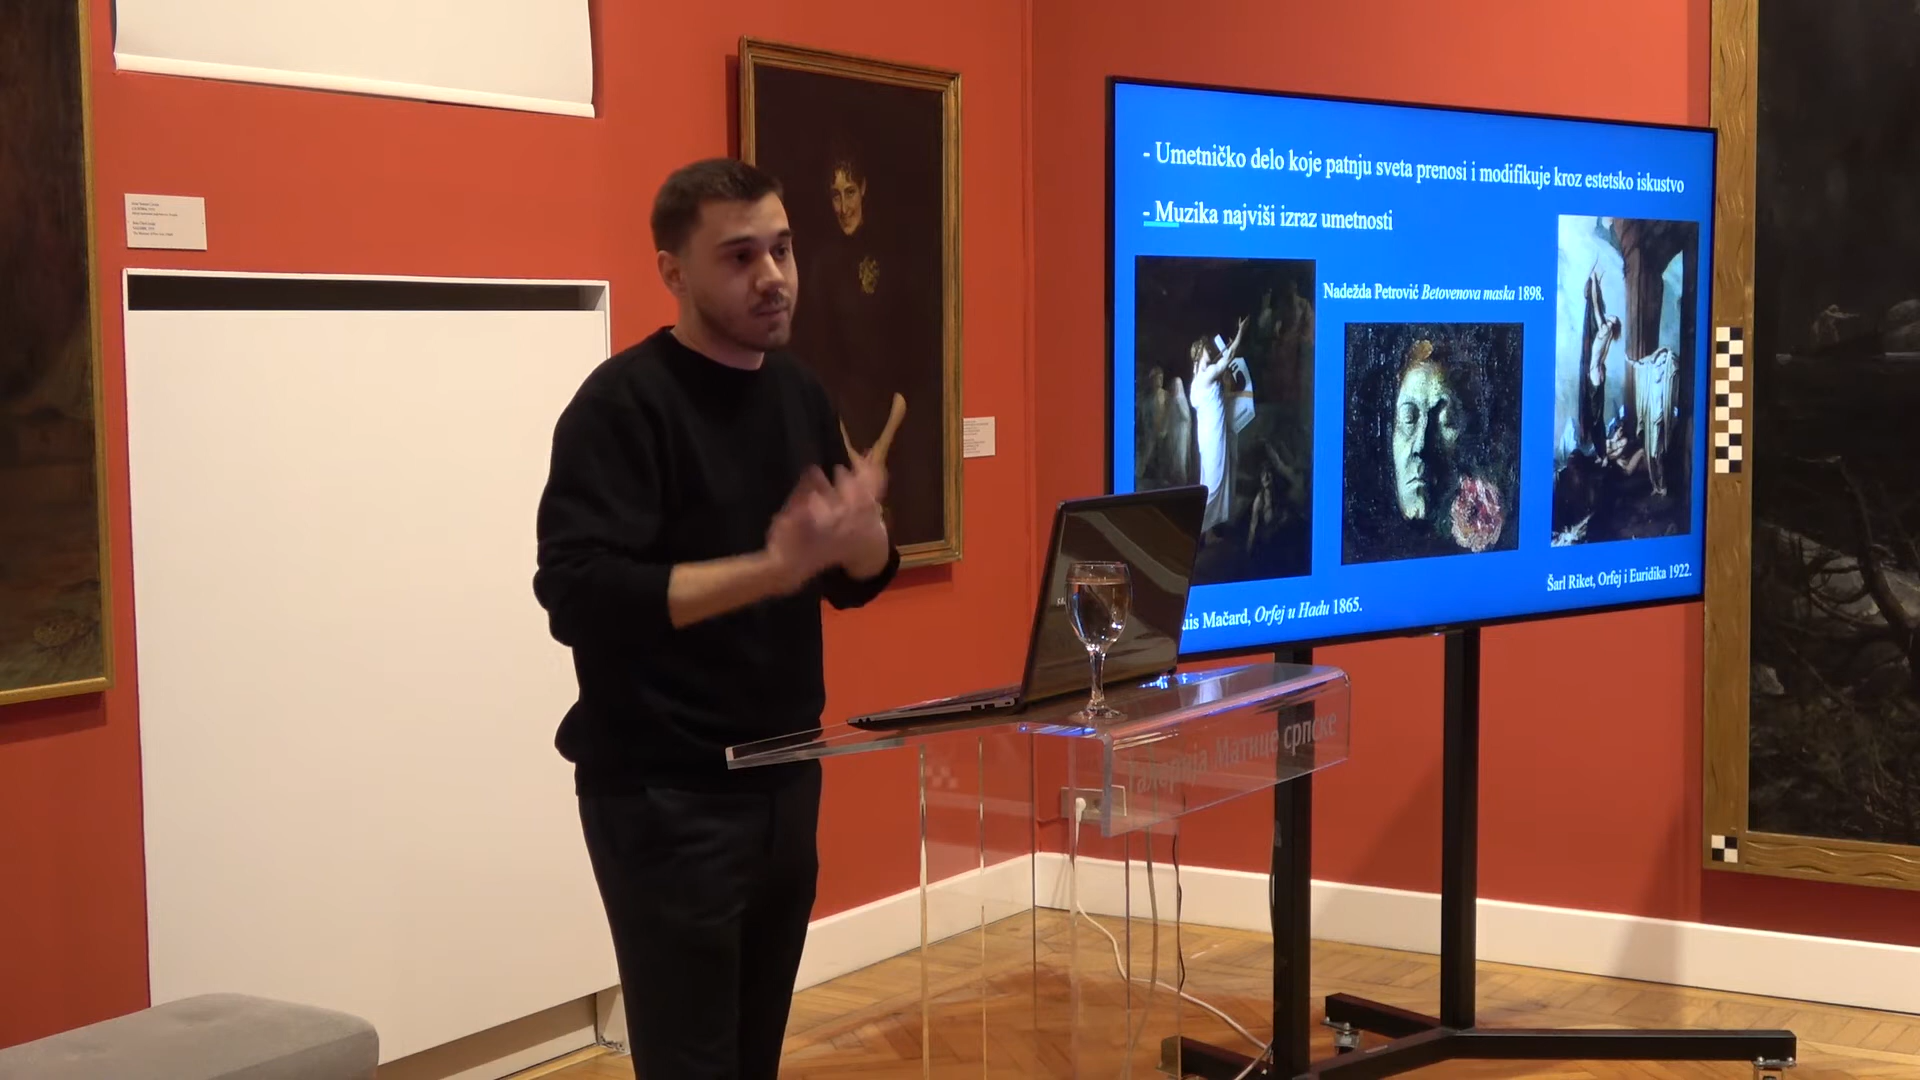 - Umetničko delo koje patnju sveta prenosi i modifikuje kroz estetsko iskustvo
- Muzika najviši izraz umetnosti
Nadežda Petrović Betovenova maska 1898.
Šarl Riket, Orfej i Euridika 1922.
Mačard, Orfej u Hadu 1865.
Галерија Матице српске